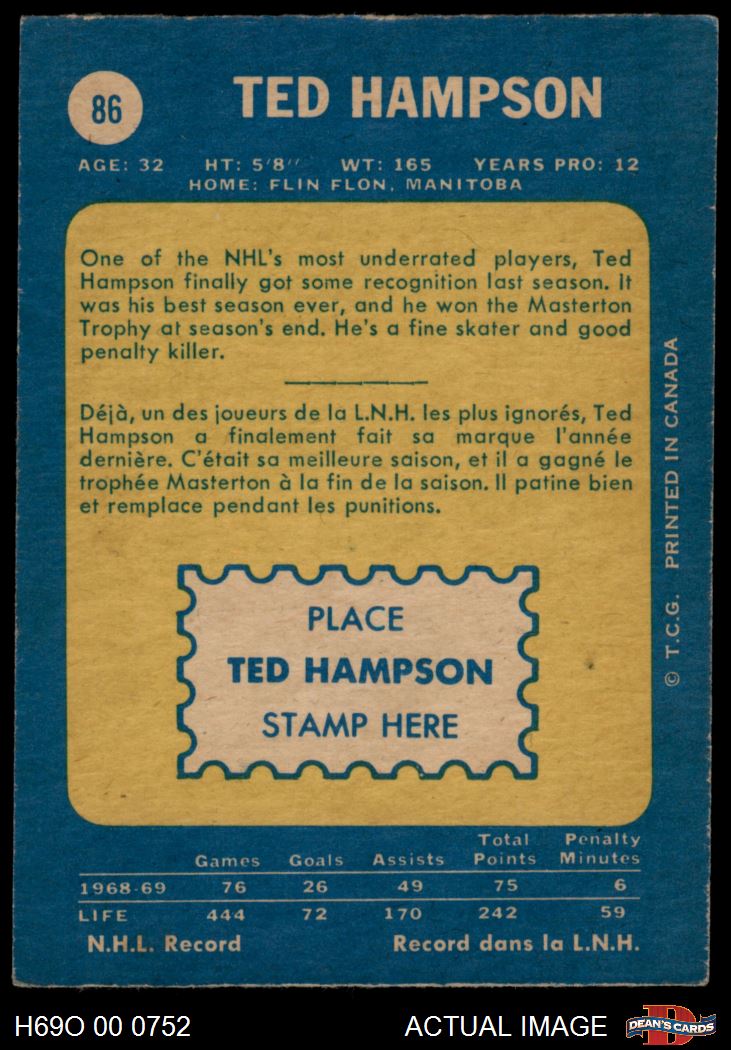 86
TED HAMPSON
AGE: 32 HT: 5'8'' WT: 165 YEARS PRO: 12
HOME: FLIN FLON, MANITOBA
One of the NHL's most underrated players, Ted
Hampson finally got some recognition last season. It
was his best season ever, and he won the Masterton
Trophy at season's end. He's a fine skater and good
penalty killer.
Déjà, un des joueurs de la L.N.H. les plus ignorés, Ted
Hampson a finalement fait sa marque l'année
dernière. C'était sa meilleure saison, et il a gagné le
trophée Masterton à la fin de la saison. Il patine bien
et remplace pendant les punitions.
PLACE
TED HAMPSON
STAMP HERE
© T.C.G. PRINTED IN CANADA
Total Penalty
Games Goals Assists Points Minutes
1968-69 76 26 49 75 6
LIFE 444 72 170 242 59
N.H.L. Record Record dans la L.N.H.
H69O 00 0752 ACTUAL IMAGE
D
DEAN'S CARDS